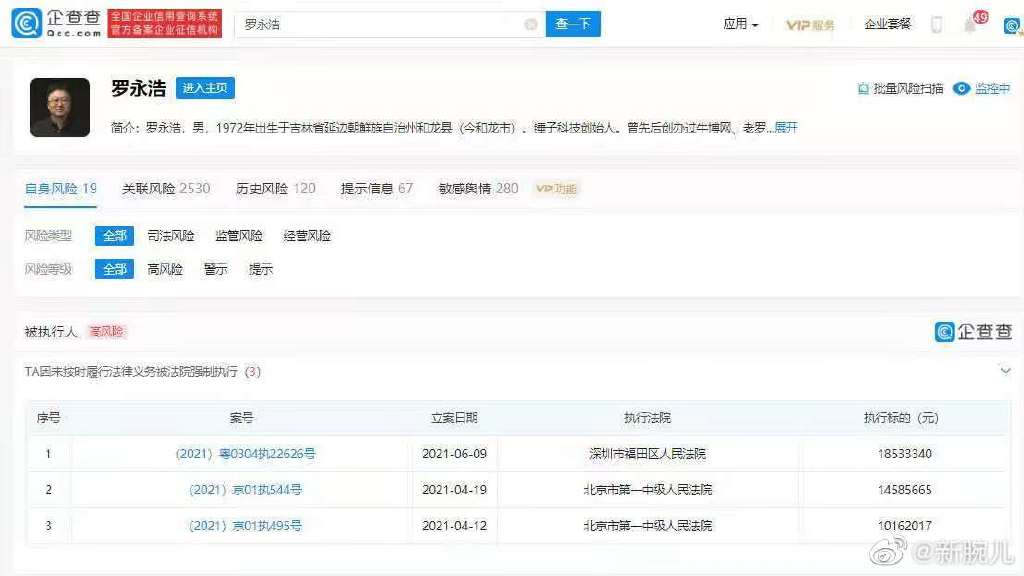 企查查
Qcc.com
全国企业信用查询系统
官方备案企业征信机构
罗永浩
查一下
应用
VIP服务
企业套餐
49
罗永浩 进入主页
批量风险扫描 监控中
简介：罗永浩，男，1972年出生于吉林省延边朝鲜族自治州和龙县（今和龙市），锤子科技创始人。曾先后创办过牛博网、老罗...展开
自身风险 19 关联风险 2530 历史风险 120 提示信息 67 敏感舆情 280 VIP功能
风险类型 全部 司法风险 监管风险 经营风险
风险等级 全部 高风险 警示 提示
被执行人 高风险
企查查
TA因未按时履行法律义务被法院强制执行（3）
序号 案号 立案日期 执行法院 执行标的（元）
1 （2021）粤0304执22626号 2021-06-09 深圳市福田区人民法院 18533340
2 （2021）京01执544号 2021-04-19 北京市第一中级人民法院 14585665
3 （2021）京01执495号 2021-04-12 北京市第一中级人民法院 10162017
@新腕儿